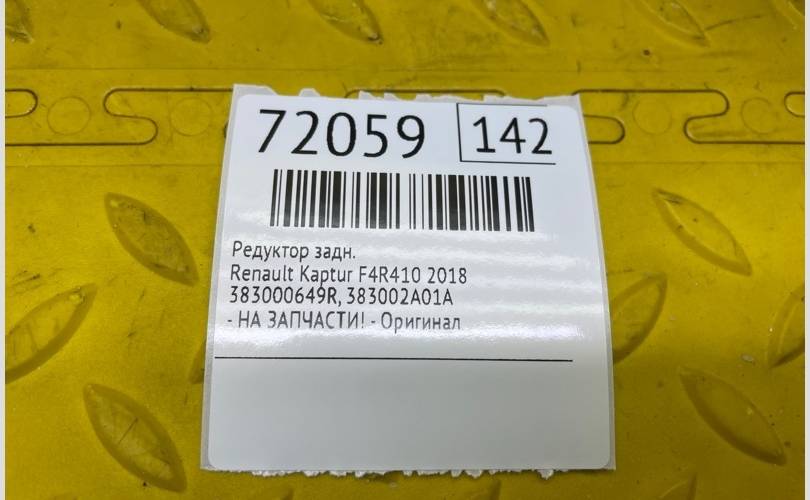 72059 142
Редуктор задн.
Renault Kaptur F4R410 2018
383000649R, 383002A01A
- НА ЗАПЧАСТИ! - Оригинал